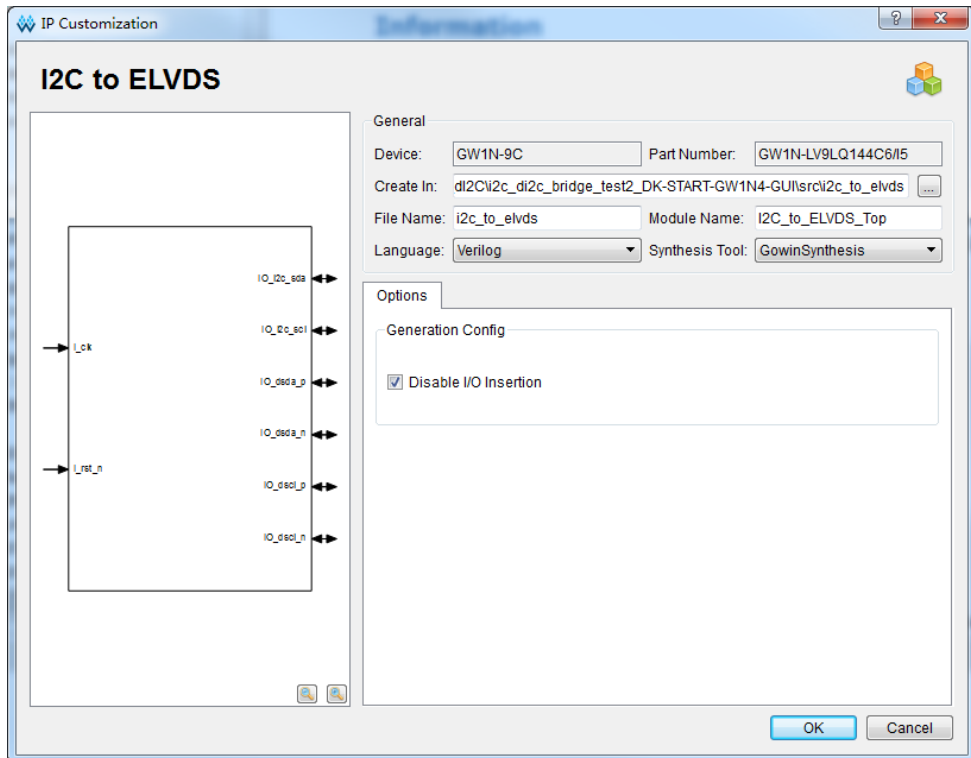 IP Customization
Information
I2C to ELVDS
General
Device: GW1N-9C Part Number: GW1N-LV9LQ144C6/I5
Create In: dI2C\i2c_di2c_bridge_test2_DK-START-GW1N4-GUI\src\i2c_to_elvds ...
File Name: i2c_to_elvds Module Name: I2C_to_ELVDS_Top
Language: Verilog Synthesis Tool: GowinSynthesis
Options
Generation Config
Disable I/O Insertion
IO_i2c_sda
IO_i2c_scl
I_clk
IO_dsda_p
IO_dsda_n
I_rst_n
IO_dscl_p
IO_dscl_n
OK Cancel